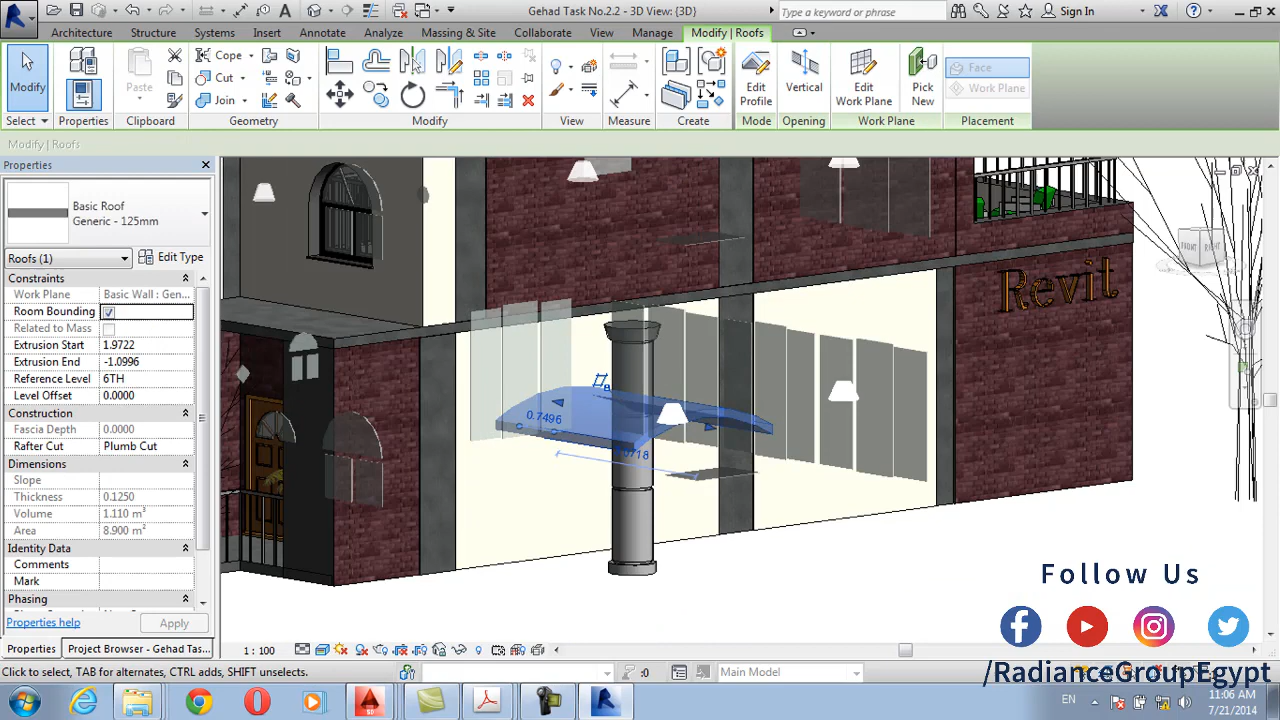 Gehad Task No.2.2 - 3D View: {3D}
Type a keyword or phrase
Sign In
Architecture
Structure
Systems
Insert
Annotate
Analyze
Massing & Site
Collaborate
View
Manage
Modify | Roofs
Modify
Properties
Paste
Cope
Cut
Join
Edit
Profile
Vertical
Edit
Work Plane
Pick
New
Face
Work Plane
Select
Properties
Clipboard
Geometry
Modify
View
Measure
Create
Mode
Opening
Work Plane
Placement
Modify | Roofs
Properties
Basic Roof
Generic - 125mm
Roofs (1)
Edit Type
Constraints
Work Plane Basic Wall : Gen...
Room Bounding
Related to Mass
Extrusion Start 1.9722
Extrusion End -1.0996
Reference Level 6TH
Level Offset 0.0000
Construction
Fascia Depth 0.0000
Rafter Cut Plumb Cut
Dimensions
Slope
Thickness 0.1250
Volume 1.110 m³
Area 8.900 m²
Identity Data
Comments
Mark
Phasing
Properties help
Apply
Properties
Project Browser - Gehad Tas...
FRONT
RIGHT
Revit
0.7496
Follow Us
/RadianceGroupEgypt
1 : 100
Click to select, TAB for alternates, CTRL adds, SHIFT unselects.
:0
Main Model
EN
11:06 AM
7/21/2014